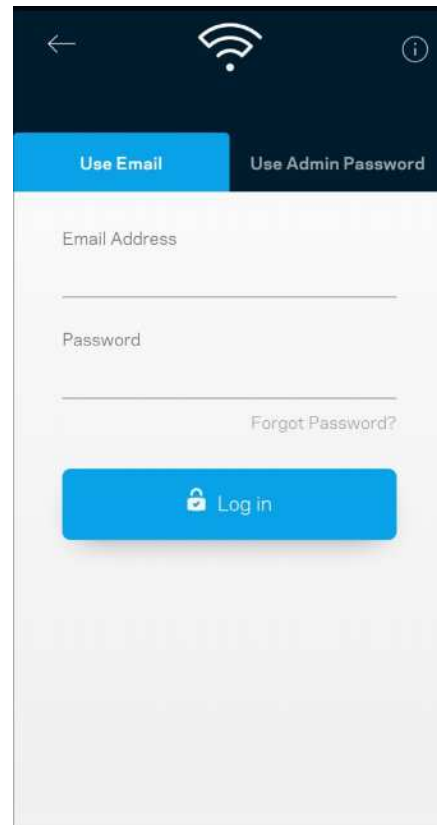 Use Email
Use Admin Password
Email Address
Password
Forgot Password?
Log in